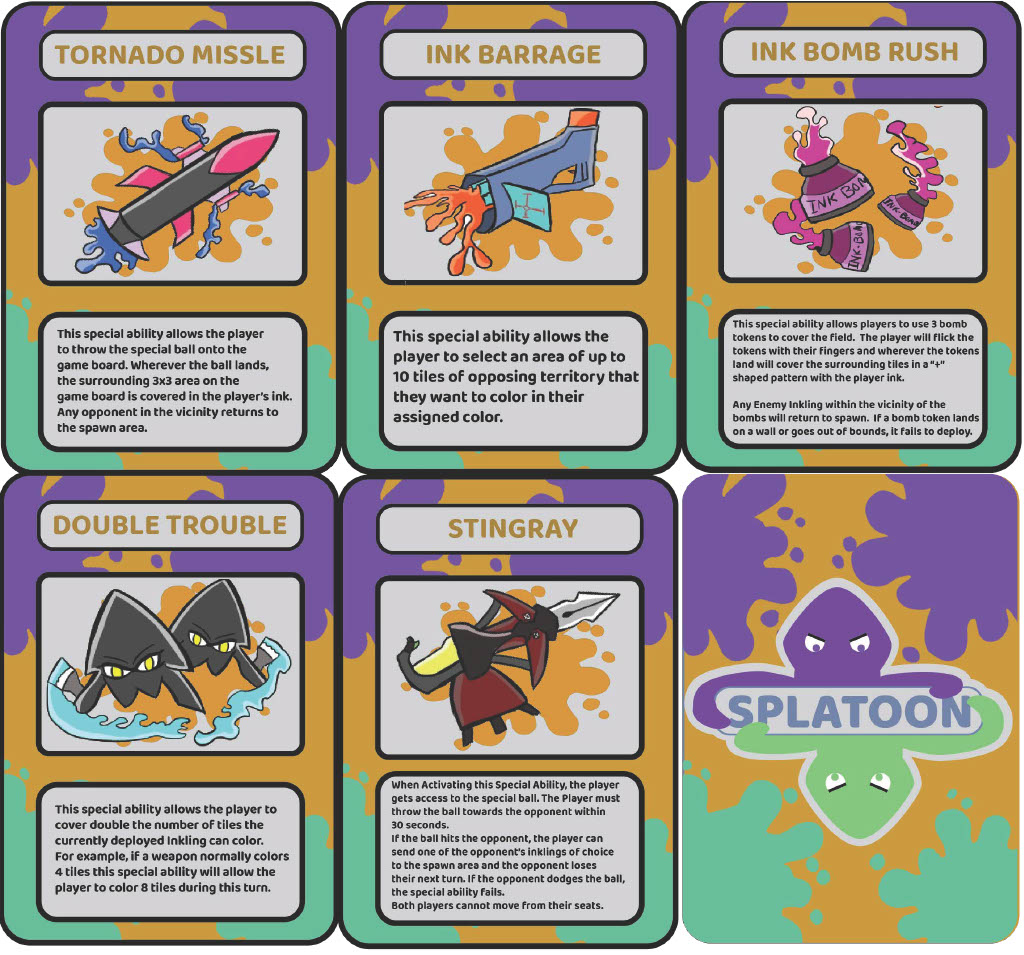 TORNADO MISSLE
This special ability allows the player
to throw the special ball onto the
game board. Wherever the ball lands,
the surrounding 3x3 area on the
game board is covered in the player's ink.
Any opponent in the vicinity returns to
the spawn area.
INK BARRAGE
This special ability allows the
player to select an area of up to
10 tiles of opposing territory that
they want to color in their
assigned color.
INK BOMB RUSH
INK BOM
INK BOMB
INK-BOM
This special ability allows players to use 3 bomb
tokens to cover the field. The player will flick the
tokens with their fingers and wherever the tokens
land will cover the surrounding tiles in a "+"
shaped pattern with the player ink.
Any Enemy Inkling within the vicinity of the
bombs will return to spawn. If a bomb token lands
on a wall or goes out of bounds, it fails to deploy.
DOUBLE TROUBLE
This special ability allows the player to
cover double the number of tiles the
currently deployed Inkling can color.
For example, if a weapon normally colors
4 tiles this special ability will allow the
player to color 8 tiles during this turn.
STINGRAY
When Activating this Special Ability, the player
gets access to the special ball. The Player must
throw the ball towards the opponent within
30 seconds.
If the ball hits the opponent, the player can
send one of the opponent's inklings of choice
to the spawn area and the opponent loses
their next turn. If the opponent dodges the ball,
the special ability fails.
Both players cannot move from their seats.
SPLATOON